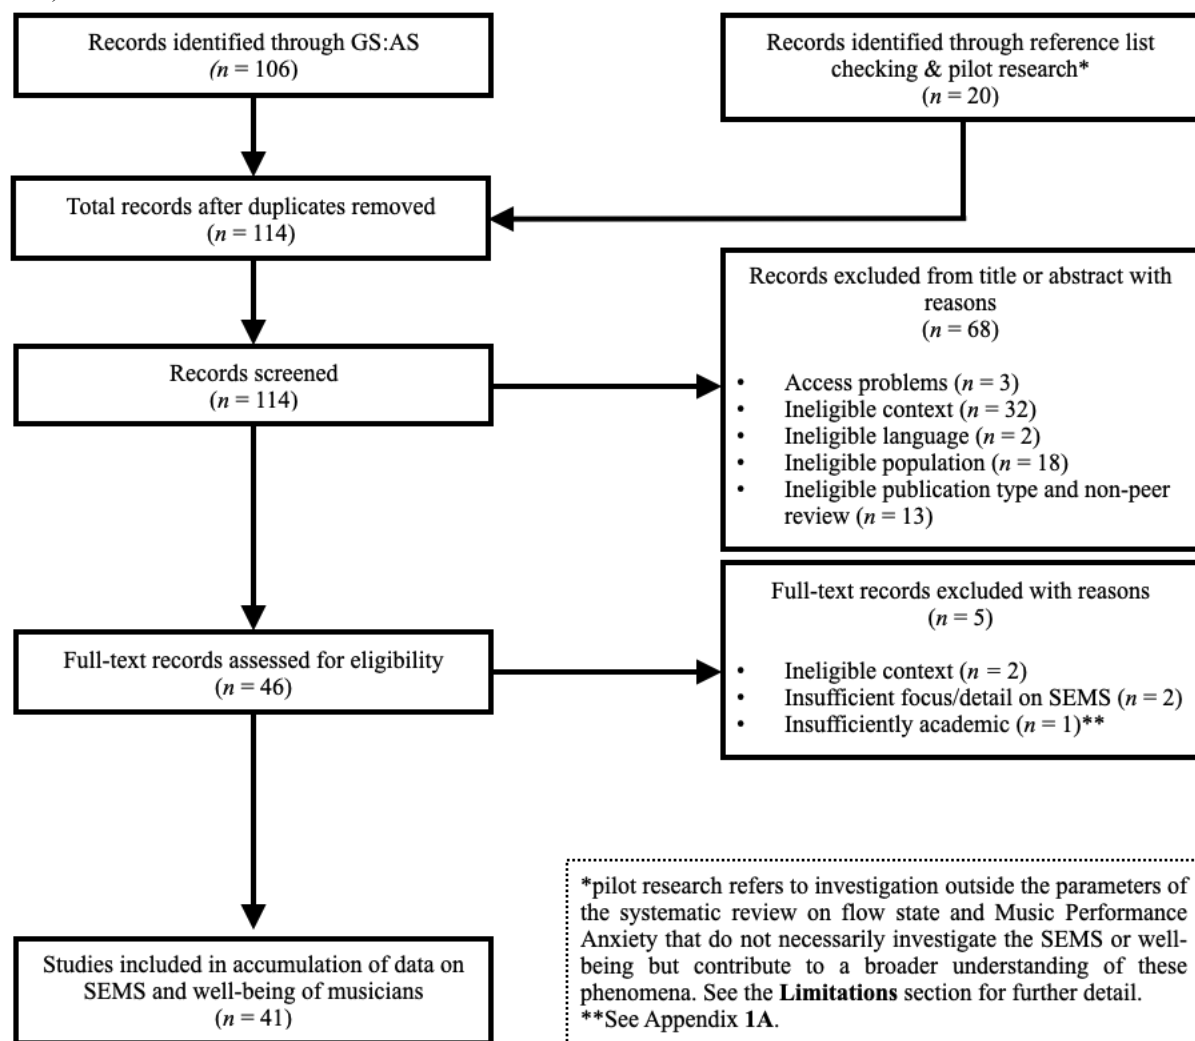 Records identified through GS:AS
(n = 106)
Records identified through reference list
checking & pilot research*
(n = 20)
Total records after duplicates removed
(n = 114)
Records excluded from title or abstract with
reasons
(n = 68)
• Access problems (n = 3)
• Ineligible context (n = 32)
• Ineligible language (n = 2)
• Ineligible population (n = 18)
• Ineligible publication type and non-peer
review (n = 13)
Records screened
(n = 114)
Full-text records excluded with reasons
(n = 5)
• Ineligible context (n = 2)
• Insufficient focus/detail on SEMS (n = 2)
• Insufficiently academic (n = 1)**
Full-text records assessed for eligibility
(n = 46)
Studies included in accumulation of data on
SEMS and well-being of musicians
(n = 41)
*pilot research refers to investigation outside the parameters of
the systematic review on flow state and Music Performance
Anxiety that do not necessarily investigate the SEMS or well-
being but contribute to a broader understanding of these
phenomena. See the Limitations section for further detail.
**See Appendix 1A.